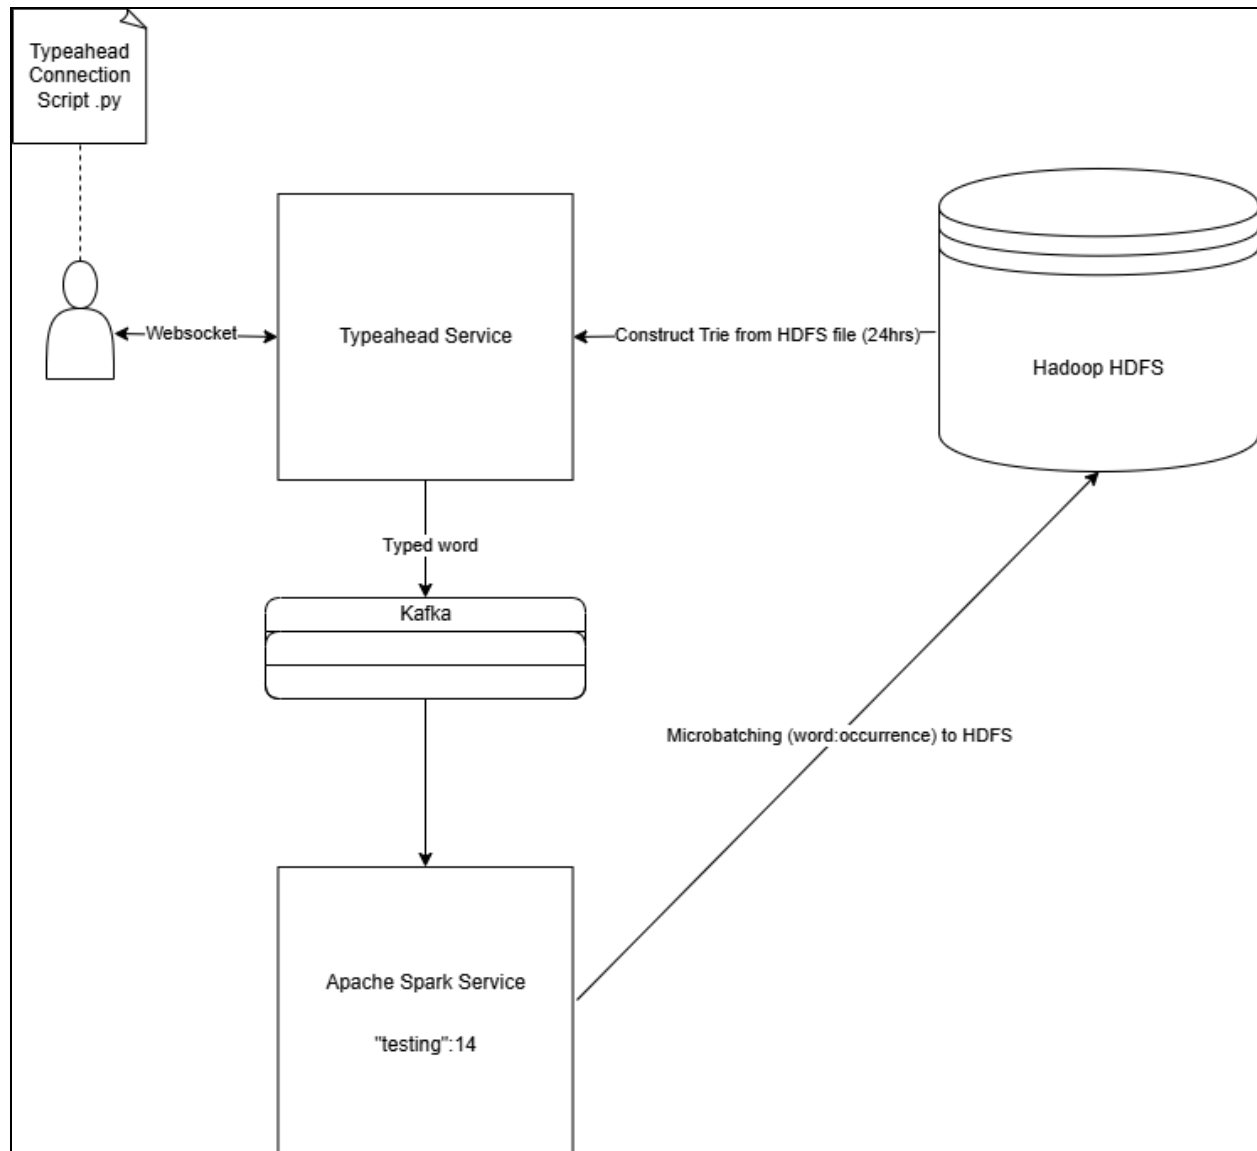 Typeahead
Connection
Script .py
Websocket
Typeahead Service
Construct Trie from HDFS file (24hrs)
Hadoop HDFS
Typed word
Kafka
Microbatching (word:occurrence) to HDFS
Apache Spark Service
"testing":14